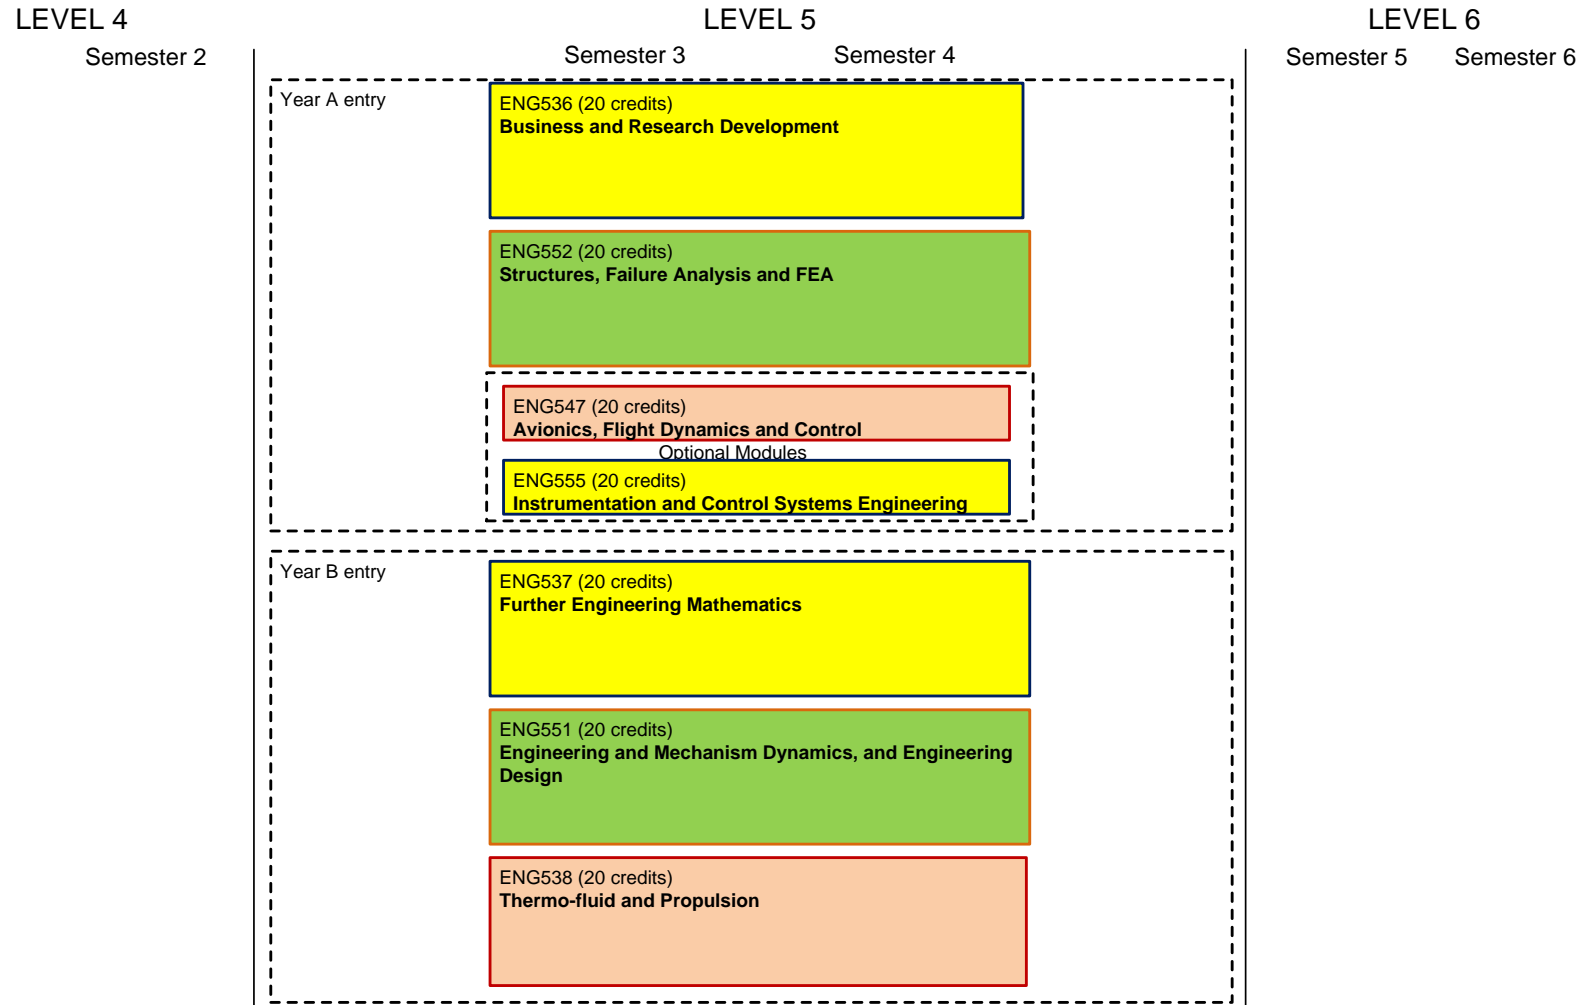 LEVEL 4
LEVEL 5
LEVEL 6
Semester 2
Semester 3
Semester 4
Semester 5
Semester 6
Year A entry
ENG536 (20 credits)
Business and Research Development
ENG552 (20 credits)
Structures, Failure Analysis and FEA
ENG547 (20 credits)
Avionics, Flight Dynamics and Control
Optional Modules
ENG555 (20 credits)
Instrumentation and Control Systems Engineering
Year B entry
ENG537 (20 credits)
Further Engineering Mathematics
ENG551 (20 credits)
Engineering and Mechanism Dynamics, and Engineering
Design
ENG538 (20 credits)
Thermo-fluid and Propulsion